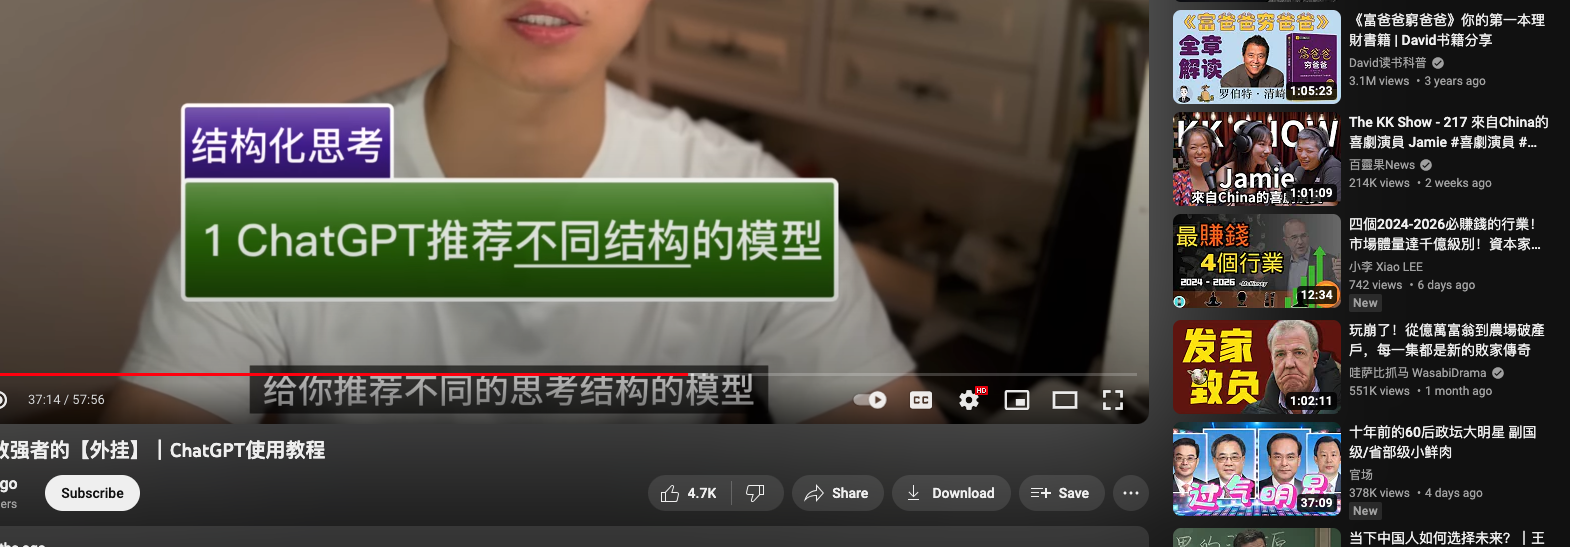 结构化思考
1 ChatGPT推荐不同结构的模型
给你推荐不同的思考结构的模型
37:14 / 57:56
CC
HD
强者的【外挂】｜ChatGPT使用教程
go
ers
Subscribe
4.7K
Share
Download
Save
《富爸爸穷爸爸》
全章
解读
富爸爸
穷爸爸
罗伯特·清崎
1:05:23
《富爸爸窮爸爸》你的第一本理
財書籍 | David书籍分享
David读书科普
3.1M views • 3 years ago
KK SHOW
Jamie
來自China的喜
1:01:09
The KK Show - 217 來自China的
喜劇演員 Jamie #喜劇演員 #...
百靈果News
214K views • 2 weeks ago
最賺錢
4個行業
2024 - 2026 -McKinsey
12:34
四個2024-2026必賺錢的行業！
市場體量達千億級別！資本家...
小李 Xiao LEE
742 views • 6 days ago
New
发家
致负
1:02:11
玩崩了！從億萬富翁到農場破產
戶，每一集都是新的敗家傳奇
哇萨比抓马 WasabiDrama
551K views • 1 month ago
过气明星
37:09
十年前的60后政坛大明星 副国
级/省部级小鲜肉
官场
378K views • 4 days ago
New
当下中国人如何选择未来？｜王